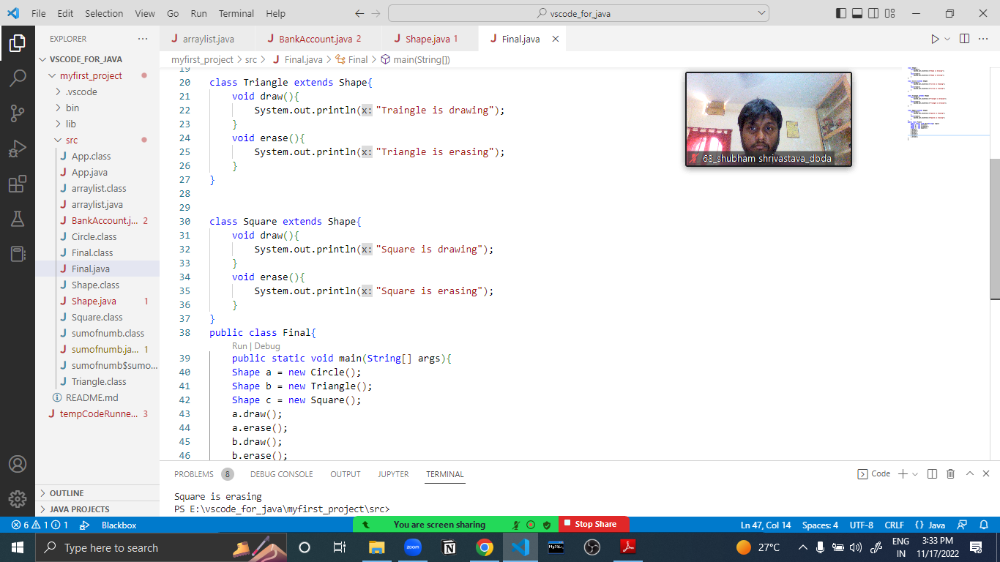 File Edit Selection View Go Run Terminal Help vscode_for_java
EXPLORER
arraylist.java BankAccount.java 2 Shape.java 1 Final.java
VSCODE_FOR_JAVA
myfirst_project > src > Final.java > Final > main(String[])
myfirst_project
.vscode
bin
lib
src
App.class
App.java
arraylist.class
arraylist.java
BankAccount.j... 2
Circle.class
Final.class
Final.java
Shape.class
Shape.java 1
Square.class
sumofnumb.class
sumofnumb.ja... 1
sumofnumb$sumo...
Triangle.class
README.md
tempCodeRunne... 3
OUTLINE
JAVA PROJECTS
19
20 class Triangle extends Shape{
21 void draw(){
22 System.out.println(x: "Traingle is drawing");
23 }
24 void erase(){
25 System.out.println(x: "Triangle is erasing");
26 }
27 }
28
29
30 class Square extends Shape{
31 void draw(){
32 System.out.println(x: "Square is drawing");
33 }
34 void erase(){
35 System.out.println(x: "Square is erasing");
36 }
37 }
38 public class Final{
Run | Debug
39 public static void main(String[] args){
40 Shape a = new Circle();
41 Shape b = new Triangle();
42 Shape c = new Square();
43 a.draw();
44 a.erase();
45 b.draw();
46 b.erase();
68_shubham shrivastava_dbda
PROBLEMS 8 DEBUG CONSOLE OUTPUT JUPYTER TERMINAL Code
Square is erasing
PS E:\vscode_for_java\myfirst_project\src>
6 1 1 Blackbox You are screen sharing Stop Share Ln 47, Col 14 Spaces: 4 UTF-8 CRLF {} Java
Type here to search zoom MySQL 27°C ENG 3:33 PM
IN 11/17/2022